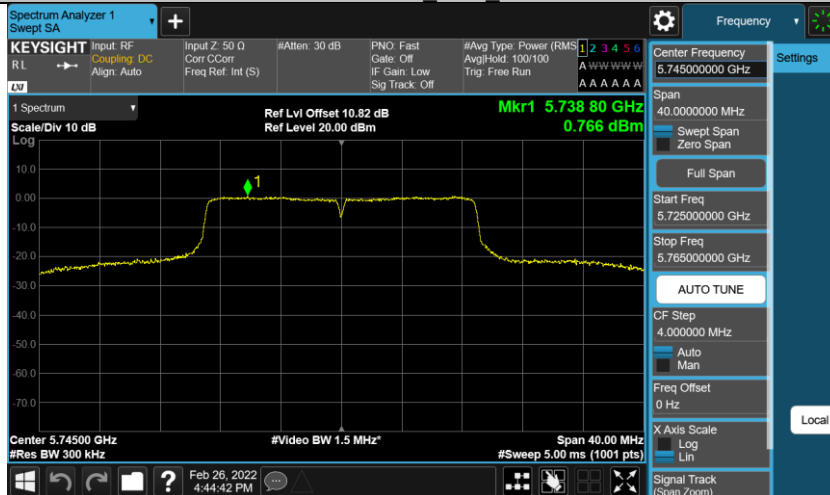 Spectrum Analyzer 1
Swept SA
+
Frequency
KEYSIGHT
RL
LXI
Input: RF
Coupling: DC
Align: Auto
Input Z: 50 Ω
Corr CCorr
Freq Ref: Int (S)
#Atten: 30 dB
PNO: Fast
Gate: Off
IF Gain: Low
Sig Track: Off
#Avg Type: Power (RMS
Avg|Hold: 100/100
Trig: Free Run
1 2 3 4 5 6
A W W W W W
A A A A A A
1 Spectrum
Scale/Div 10 dB
Log
Ref Lvl Offset 10.82 dB
Ref Level 20.00 dBm
Mkr1 5.738 80 GHz
0.766 dBm
1
10.0
0.00
-10.0
-20.0
-30.0
-40.0
-50.0
-60.0
-70.0
Center 5.74500 GHz
#Res BW 300 kHz
#Video BW 1.5 MHz*
Span 40.00 MHz
#Sweep 5.00 ms (1001 pts)
?
Feb 26, 2022
4:44:42 PM
Center Frequency
5.745000000 GHz
Settings
Span
40.0000000 MHz
Swept Span
Zero Span
Full Span
Start Freq
5.725000000 GHz
Stop Freq
5.765000000 GHz
AUTO TUNE
CF Step
4.000000 MHz
Auto
Man
Freq Offset
0 Hz
Local
X Axis Scale
Log
Lin
Signal Track
(Span Zoom)